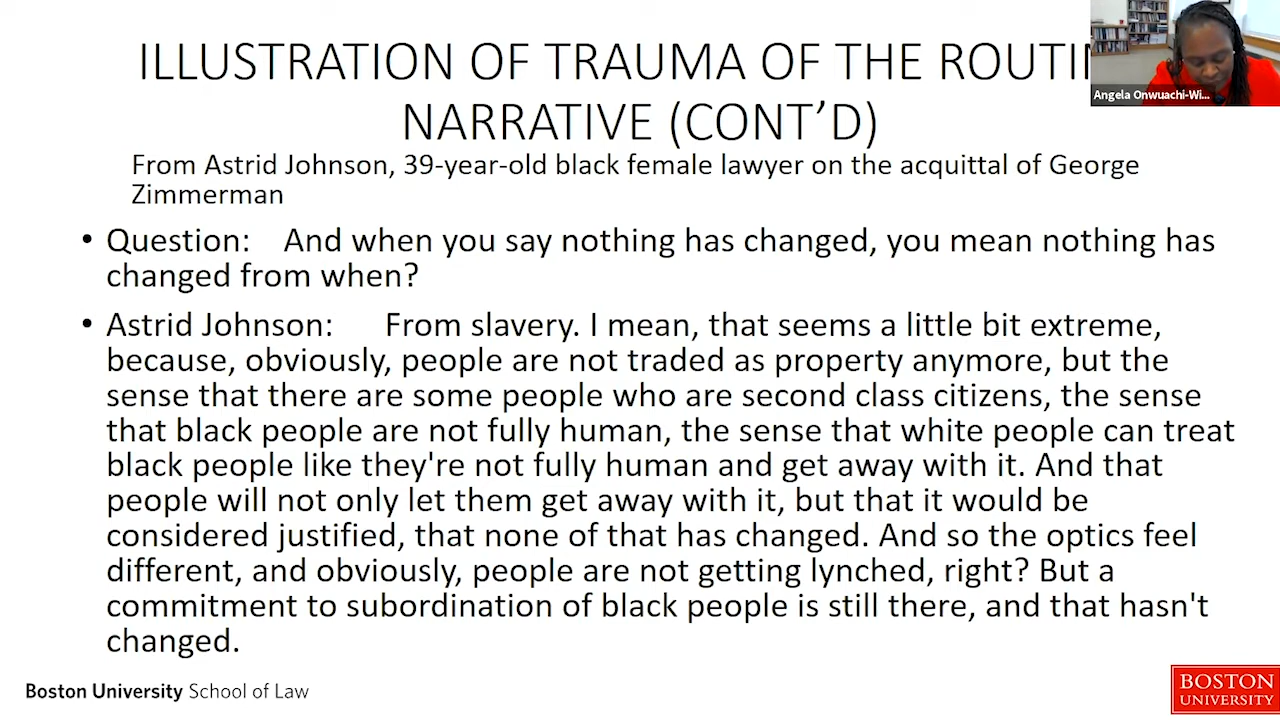 ILLUSTRATION OF TRAUMA OF THE
NARRATIVE (CONT’D)
From Astrid Johnson, 39-year-old black female lawyer on the acquittal of George
Zimmerman
• Question: And when you say nothing has changed, you mean nothing has
changed from when?
• Astrid Johnson: From slavery. I mean, that seems a little bit extreme,
because, obviously, people are not traded as property anymore, but the
sense that there are some people who are second class citizens, the sense
that black people are not fully human, the sense that white people can treat
black people like they're not fully human and get away with it. And that
people will not only let them get away with it, but that it would be
considered justified, that none of that has changed. And so the optics feel
different, and obviously, people are not getting lynched, right? But a
commitment to subordination of black people is still there, and that hasn't
changed.
Angela Onwuachi-Wi...
Boston University School of Law
BOSTON
UNIVERSITY